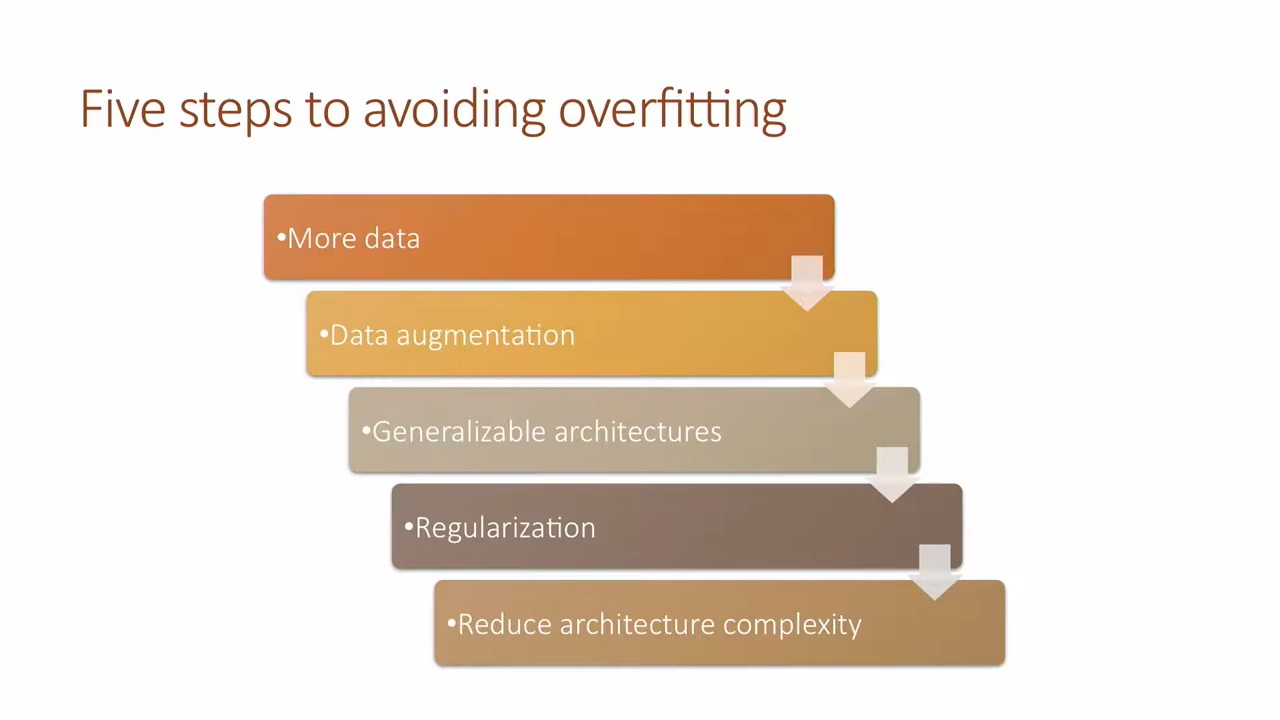 Five steps to avoiding overfitting
•More data
•Data augmentation
•Generalizable architectures
•Regularization
•Reduce architecture complexity